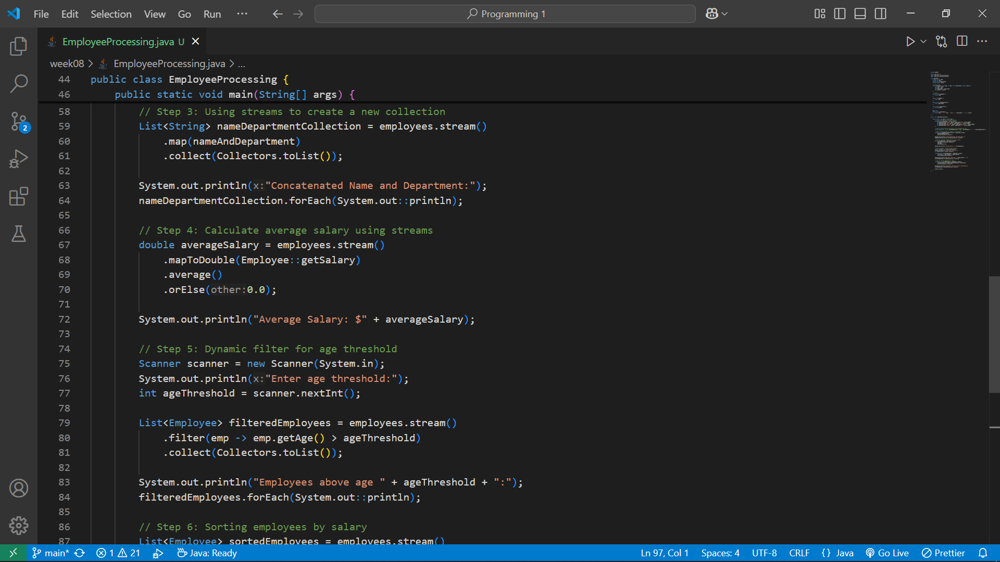 File Edit Selection View Go Run ··· Programming 1
EmployeeProcessing.java U
week08 > EmployeeProcessing.java > ...
44 public class EmployeeProcessing {
46 public static void main(String[] args) {
58 // Step 3: Using streams to create a new collection
59 List<String> nameDepartmentCollection = employees.stream()
60 .map(nameAndDepartment)
61 .collect(Collectors.toList());
62
63 System.out.println(x:"Concatenated Name and Department:");
64 nameDepartmentCollection.forEach(System.out::println);
65
66 // Step 4: Calculate average salary using streams
67 double averageSalary = employees.stream()
68 .mapToDouble(Employee::getSalary)
69 .average()
70 .orElse(other:0.0);
71
72 System.out.println("Average Salary: $" + averageSalary);
73
74 // Step 5: Dynamic filter for age threshold
75 Scanner scanner = new Scanner(System.in);
76 System.out.println(x:"Enter age threshold:");
77 int ageThreshold = scanner.nextInt();
78
79 List<Employee> filteredEmployees = employees.stream()
80 .filter(emp -> emp.getAge() > ageThreshold)
81 .collect(Collectors.toList());
82
83 System.out.println("Employees above age " + ageThreshold + ":");
84 filteredEmployees.forEach(System.out::println);
85
86 // Step 6: Sorting employees by salary
87 List<Employee> sortedEmployees = employees.stream()
2
main* 1 21 Java: Ready Ln 97, Col 1 Spaces: 4 UTF-8 CRLF {} Java Go Live Prettier